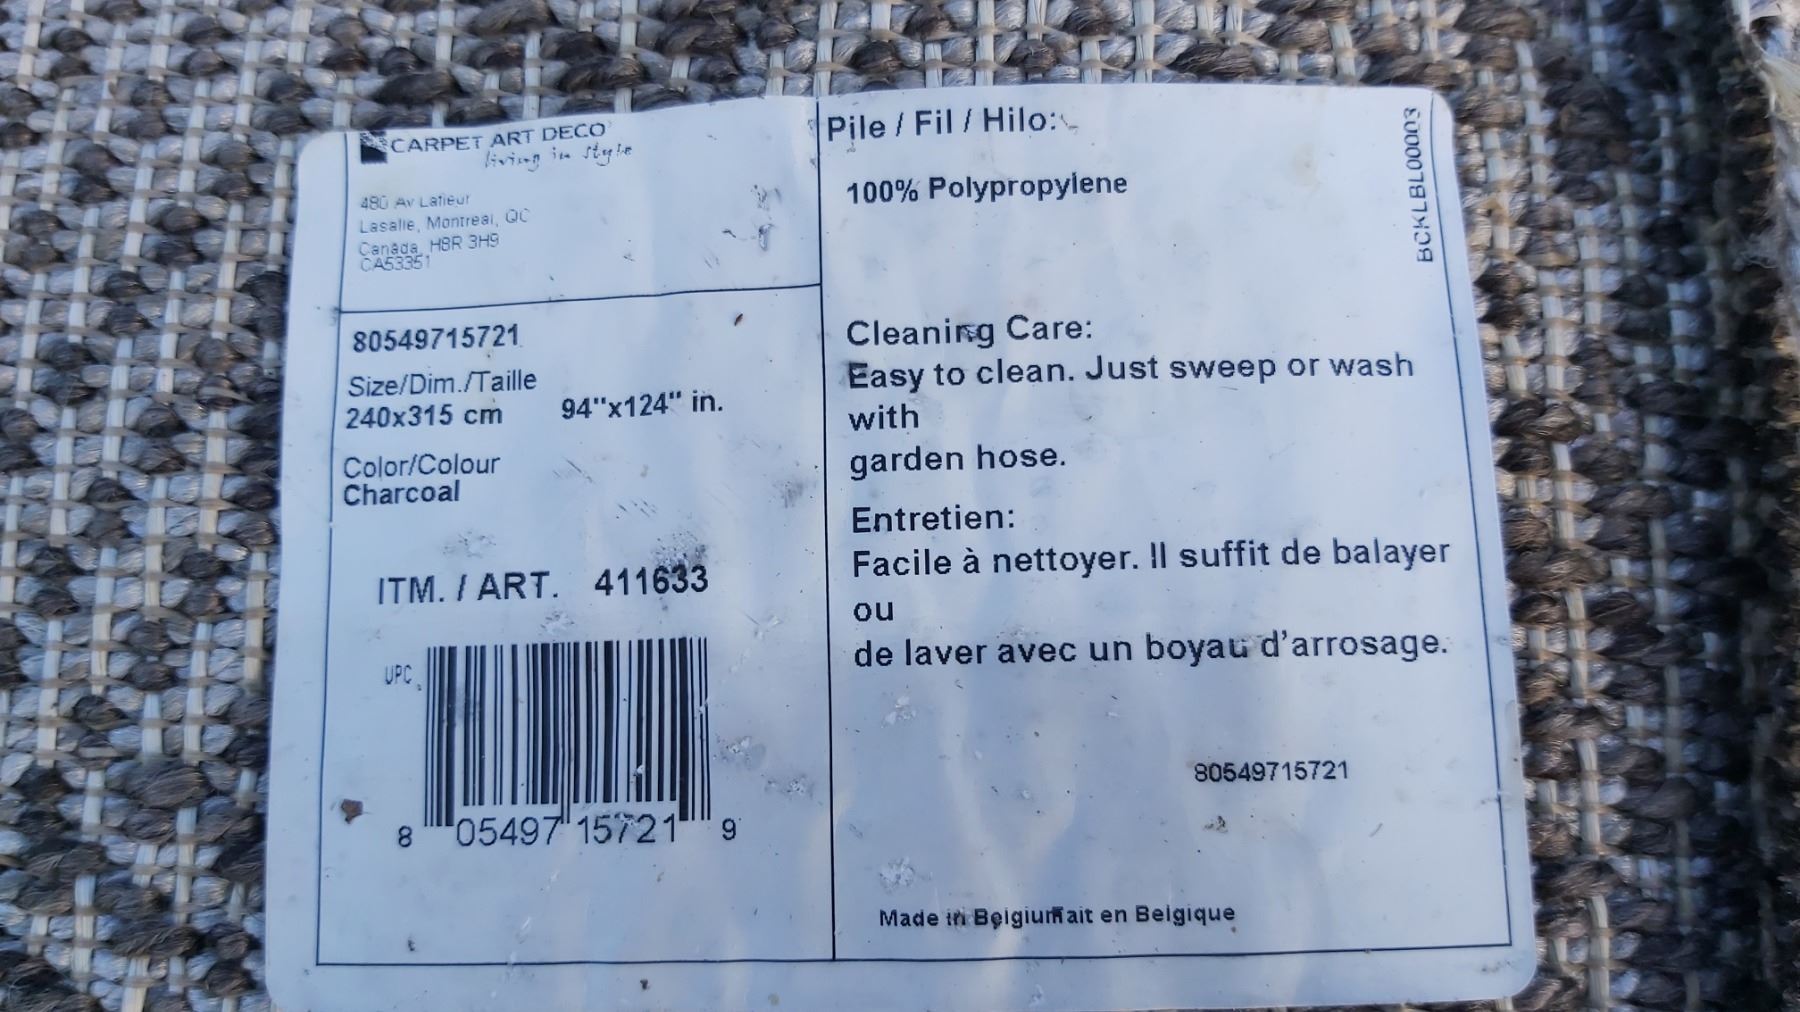 CARPET ART DECO
living in style
480 Av Lafleur
Lasalle, Montreal, QC
Canada, H8R 3H9
CA53351
80549715721
Size/Dim./Taille
240x315 cm 94"x124" in.
Color/Colour
Charcoal
ITM. / ART. 411633
UPC
8 05497 15721 9
Pile / Fil / Hilo:
100% Polypropylene
Cleaning Care:
Easy to clean. Just sweep or wash
with
garden hose.
Entretien:
Facile à nettoyer. Il suffit de balayer
ou
de laver avec un boyau d'arrosage.
80549715721
Made in BelgiumFait en Belgique
BCKLBL00003